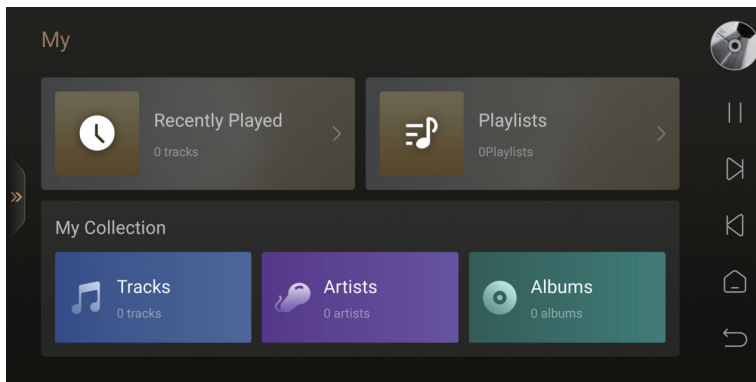 My
Recently Played
0 tracks
Playlists
0Playlists
My Collection
Tracks
0 tracks
Artists
0 artists
Albums
0 albums